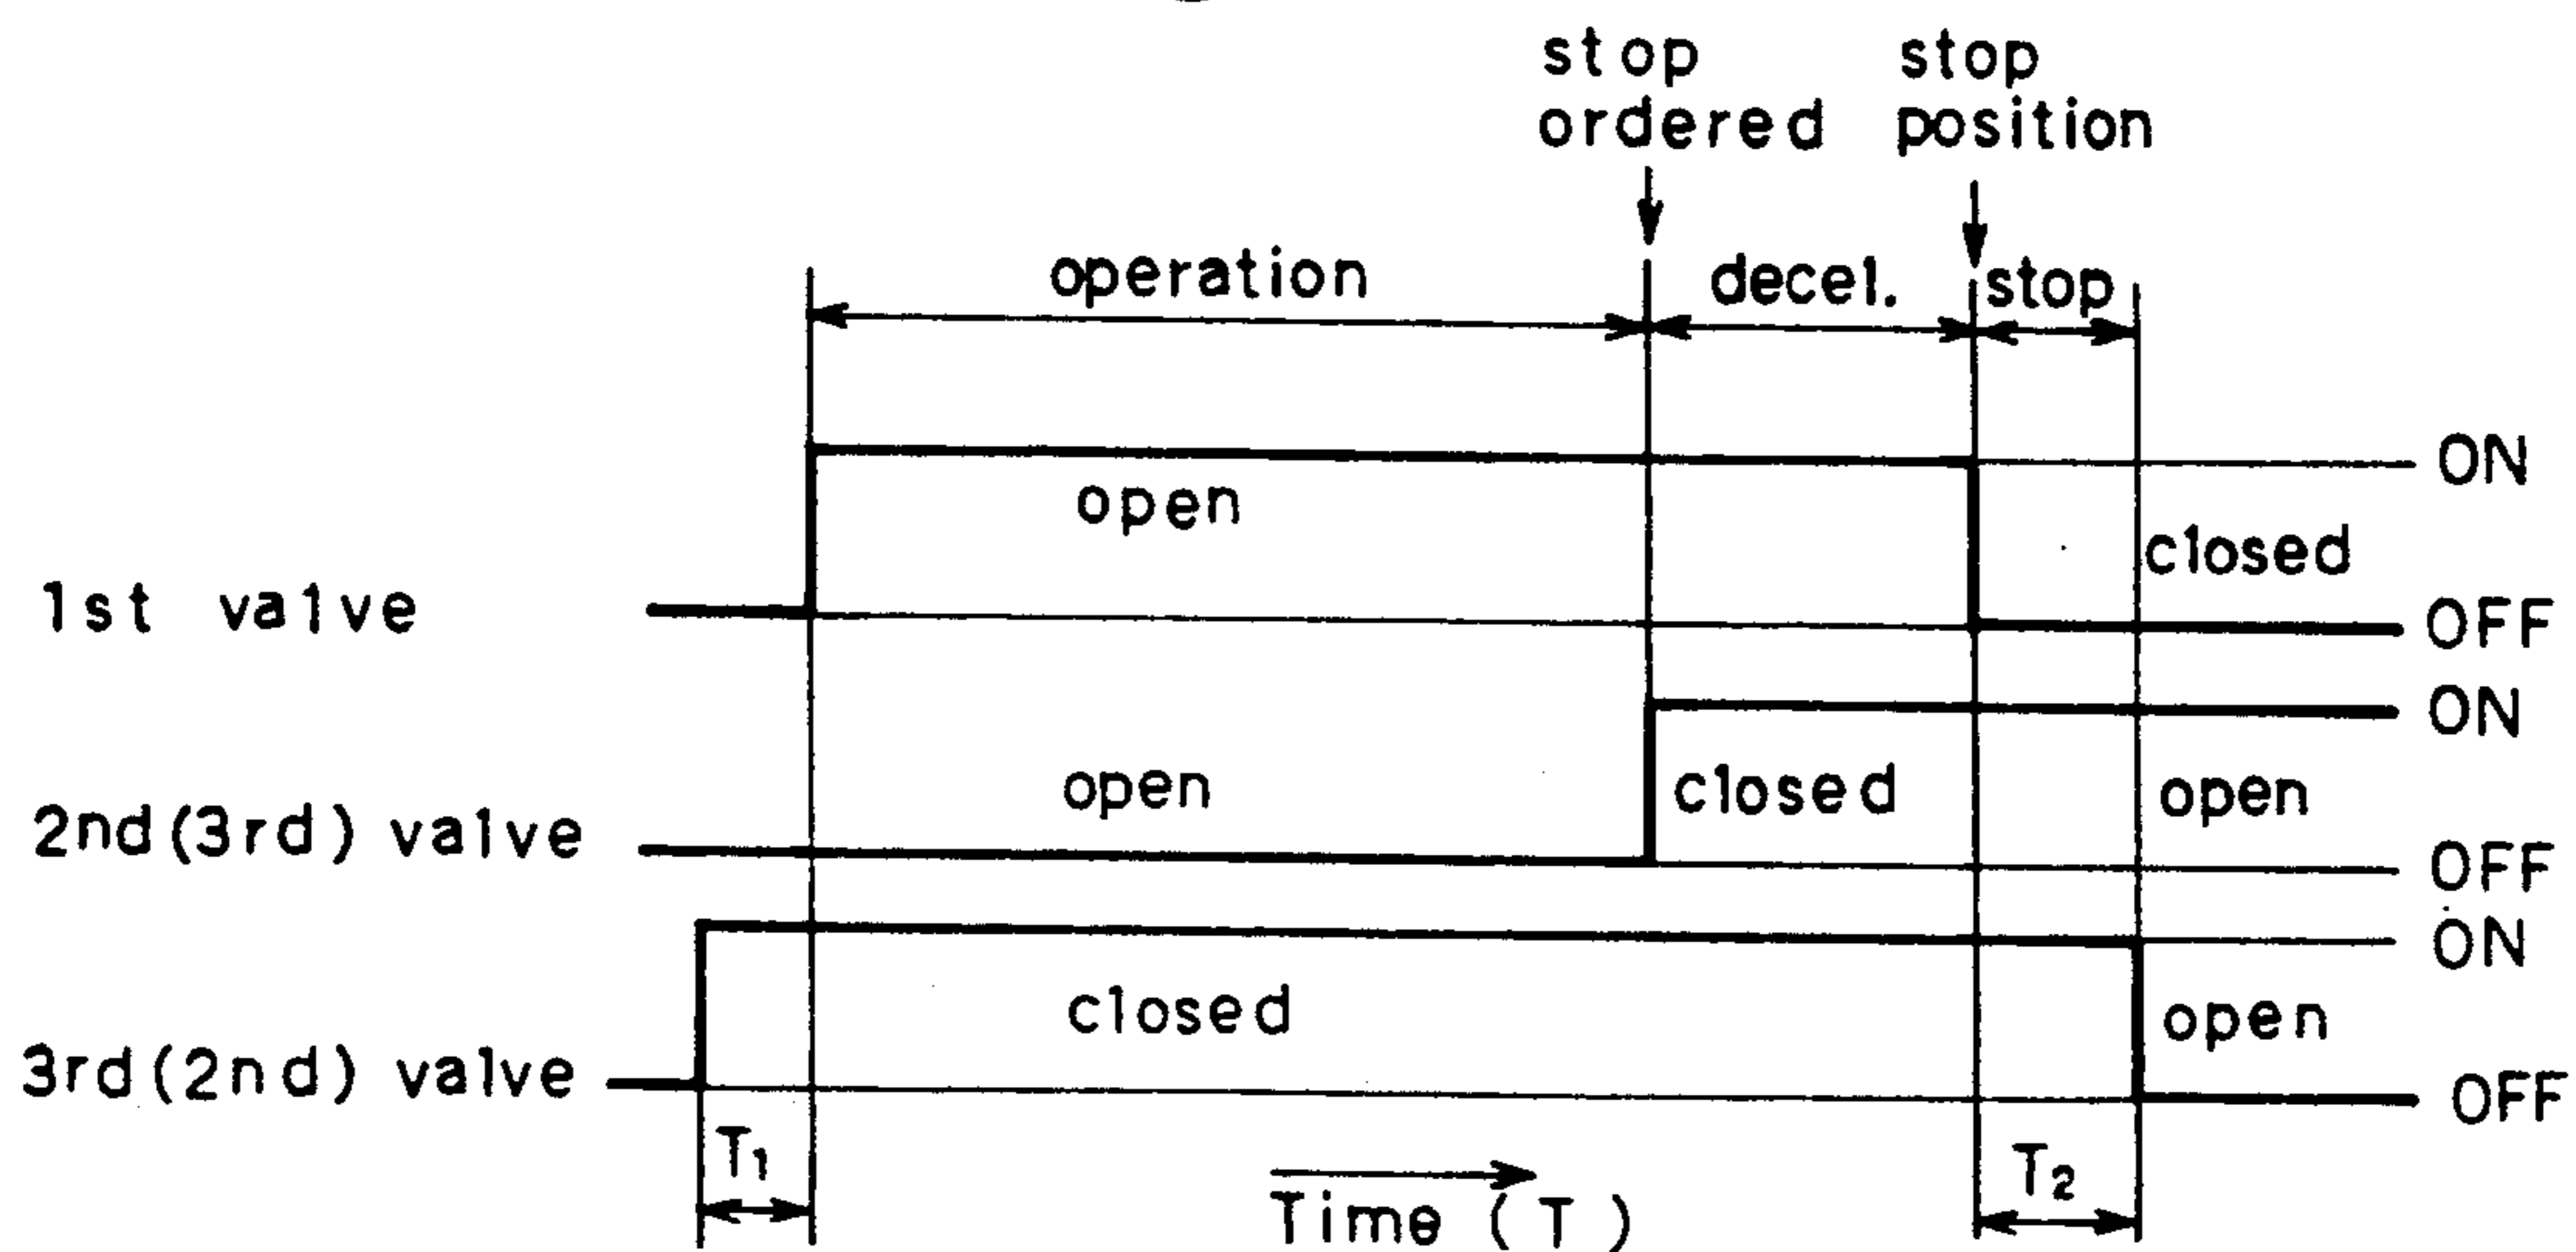 stop ordered
stop position
operation
decel.
stop
ON
open
closed
1st valve
OFF
ON
open
closed
open
2nd(3rd) valve
OFF
ON
closed
open
3rd(2nd) valve
OFF
T1
Time (T)
T2